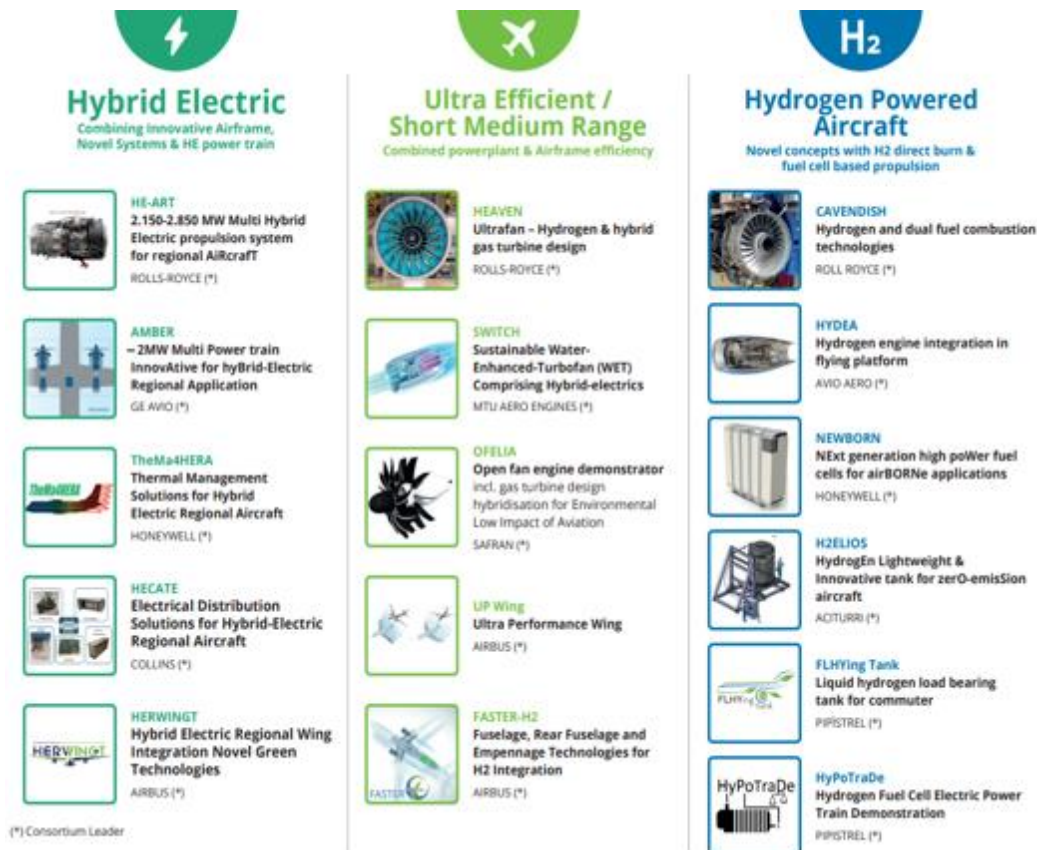 Hybrid Electric
Combining Innovative Airframe,
Novel Systems & HE power train
HE-ART
2.150-2.850 MW Multi Hybrid
Electric propulsion system
for regional AiRcrafT
ROLLS-ROYCE (*)
AMBER
~ 2MW Multi Power train
InnovAtive for hyBrid-Electric
Regional Application
GE AVIO (*)
TheMa4HERA
TheMa4HERA
Thermal Management
Solutions for Hybrid
Electric Regional Aircraft
HONEYWELL (*)
HECATE
Electrical Distribution
Solutions for Hybrid-Electric
Regional Aircraft
COLLINS (*)
HERWINGT
HERWINGT
Hybrid Electric Regional Wing
Integration Novel Green
Technologies
AIRBUS (*)
(*) Consortium Leader
Ultra Efficient /
Short Medium Range
Combined powerplant & Airframe efficiency
HEAVEN
Ultrafan – Hydrogen & hybrid
gas turbine design
ROLLS-ROYCE (*)
SWITCH
Sustainable Water-
Enhanced-Turbofan (WET)
Comprising Hybrid-electrics
MTU AERO ENGINES (*)
OFELIA
Open fan engine demonstrator
incl. gas turbine design
hybridisation for Environmental
Low Impact of Aviation
SAFRAN (*)
UP Wing
Ultra Performance Wing
AIRBUS (*)
FASTER
FASTER-H2
Fuselage, Rear Fuselage and
Empennage Technologies for
H2 Integration
AIRBUS (*)
H₂
Hydrogen Powered
Aircraft
Novel concepts with H2 direct burn &
fuel cell based propulsion
CAVENDISH
Hydrogen and dual fuel combustion
technologies
ROLL ROYCE (*)
HYDEA
Hydrogen engine integration in
flying platform
AVIO AERO (*)
NEWBORN
NExt generation high poWer fuel
cells for airBORNe applications
HONEYWELL (*)
H2ELIOS
HydrogEn Lightweight &
Innovative tank for zerO-emisSion
aircraft
ACITURRI (*)
FLHYing Tank
FLHYing Tank
Liquid hydrogen load bearing
tank for commuter
PIPISTREL (*)
HyPoTraDe
HyPoTraDe
Hydrogen Fuel Cell Electric Power
Train Demonstration
PIPISTREL (*)